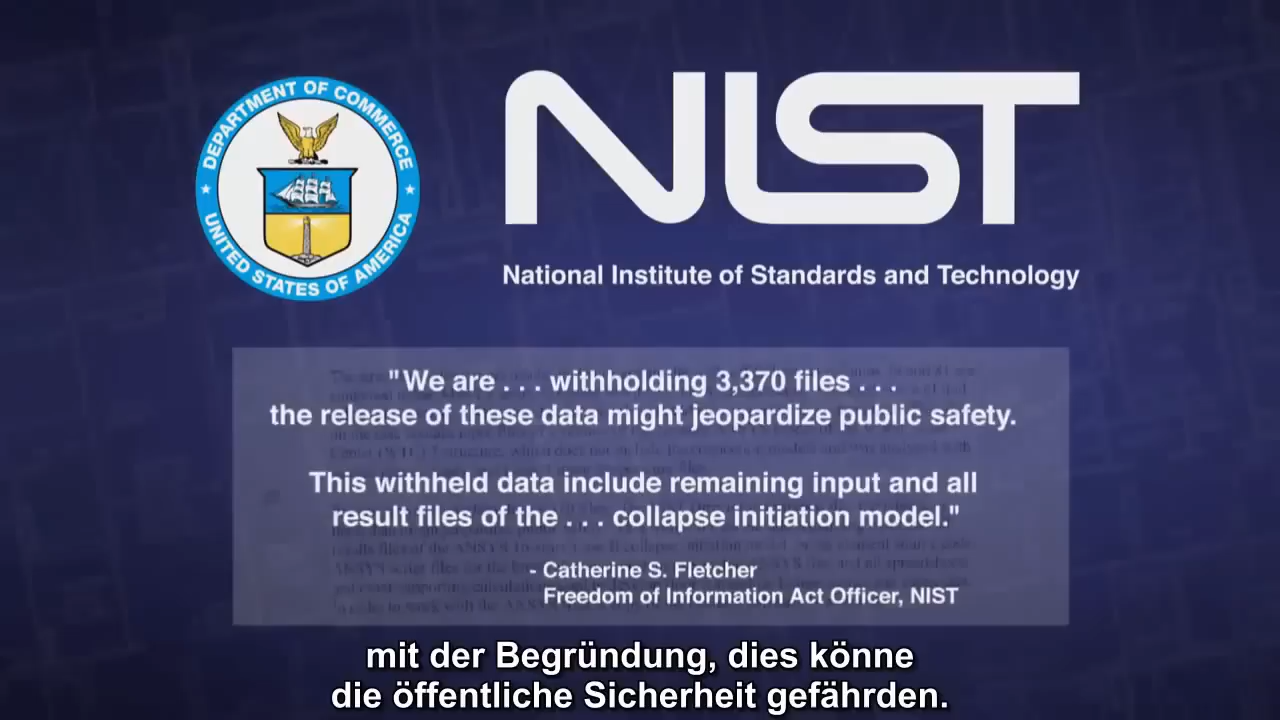 DEPARTMENT OF COMMERCE
UNITED STATES OF AMERICA
NIST
National Institute of Standards and Technology
"We are . . . withholding 3,370 files . . .
the release of these data might jeopardize public safety.
This withheld data include remaining input and all
result files of the . . . collapse initiation model."
- Catherine S. Fletcher
Freedom of Information Act Officer, NIST
mit der Begründung, dies könne
die öffentliche Sicherheit gefährden.